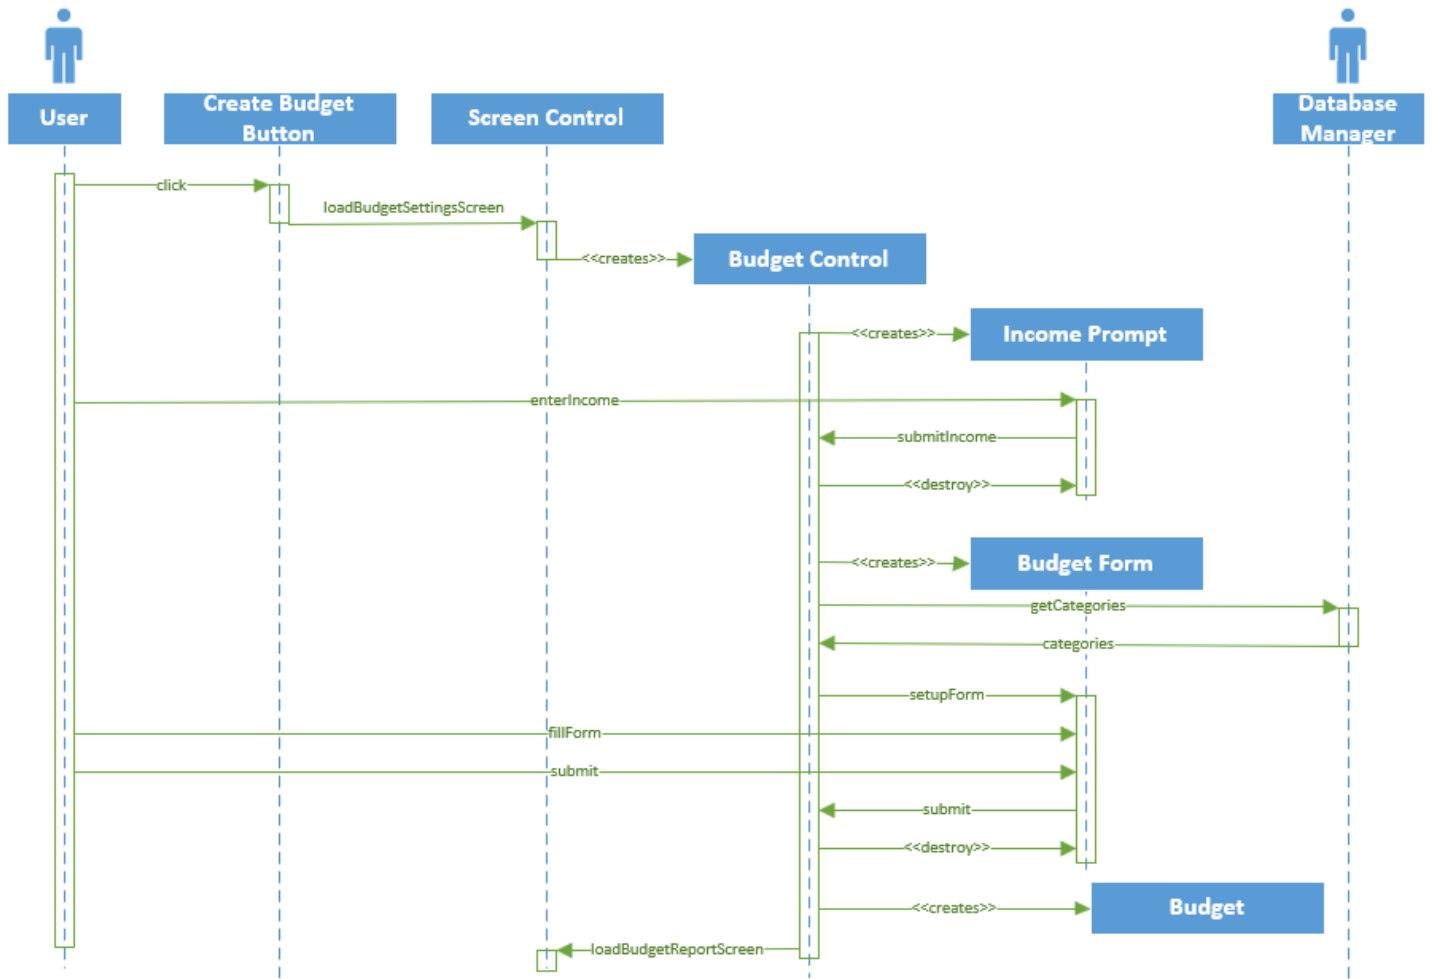 User
Create Budget
Button
Screen Control
Database
Manager
click
loadBudgetSettingsScreen
<<creates>>
Budget Control
<<creates>>
Income Prompt
enterIncome
submitIncome
<<destroy>>
<<creates>>
Budget Form
getCategories
categories
setupForm
fillForm
submit
submit
<<destroy>>
<<creates>>
Budget
loadBudgetReportScreen